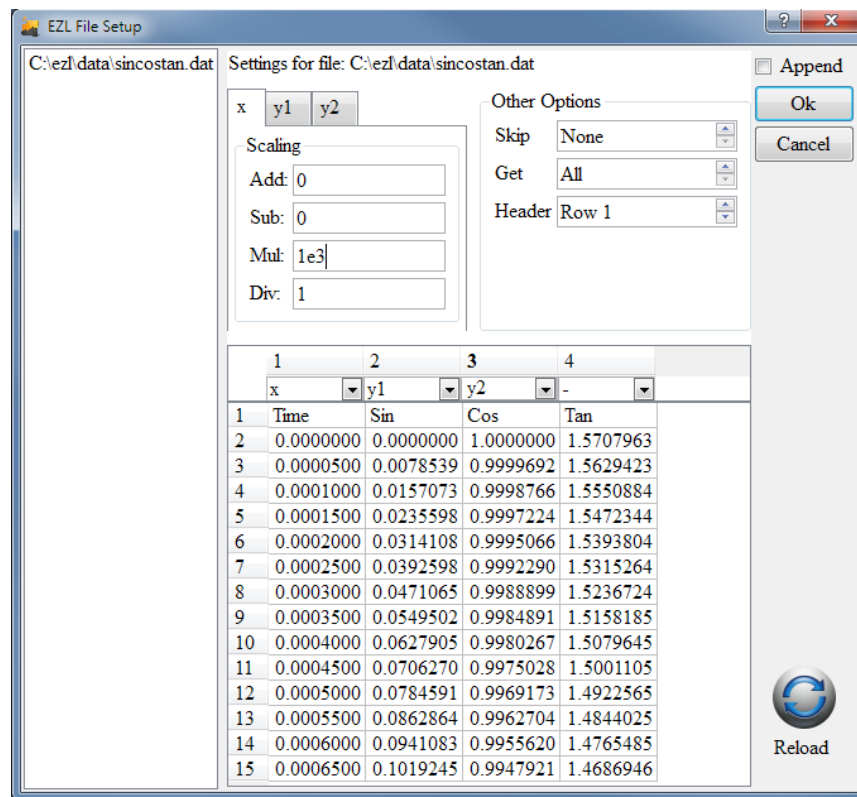 EZL File Setup
C:\ezl\data\sincostan.dat
Settings for file: C:\ezl\data\sincostan.dat
x y1 y2
Scaling
Add: 0
Sub: 0
Mul: 1e3
Div: 1
Other Options
Skip None
Get All
Header Row 1
? x
Append
Ok
Cancel
1 2 3 4
x y1 y2 -
1 Time Sin Cos Tan
2 0.0000000 0.0000000 1.0000000 1.5707963
3 0.0000500 0.0078539 0.9999692 1.5629423
4 0.0001000 0.0157073 0.9998766 1.5550884
5 0.0001500 0.0235598 0.9997224 1.5472344
6 0.0002000 0.0314108 0.9995066 1.5393804
7 0.0002500 0.0392598 0.9992290 1.5315264
8 0.0003000 0.0471065 0.9988899 1.5236724
9 0.0003500 0.0549502 0.9984891 1.5158185
10 0.0004000 0.0627905 0.9980267 1.5079645
11 0.0004500 0.0706270 0.9975028 1.5001105
12 0.0005000 0.0784591 0.9969173 1.4922565
13 0.0005500 0.0862864 0.9962704 1.4844025
14 0.0006000 0.0941083 0.9955620 1.4765485
15 0.0006500 0.1019245 0.9947921 1.4686946
Reload